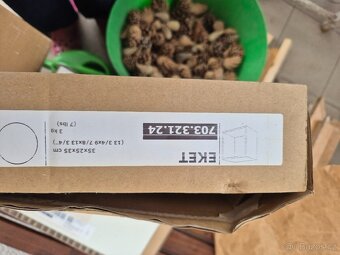 EKET
703.321.24
35x25x35 cm
(13 3/4x9 7/8x13 3/4")
3 kg
(7 lbs)